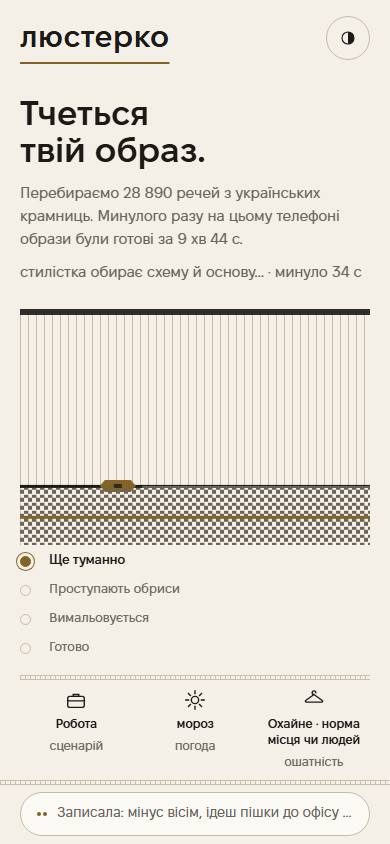 люстерко
Тчеться
твій образ.
Перебираємо 28 890 речей з українських
крамниць. Минулого разу на цьому телефоні
образи були готові за 9 хв 44 с.
стилістка обирає схему й основу... · минуло 34 с
Ще туманно
Проступають обриси
Вимальовується
Готово
Робота
сценарій
мороз
погода
Охайне · норма
місця чи людей
ошатність
Записала: мінус вісім, ідеш пішки до офісу ...